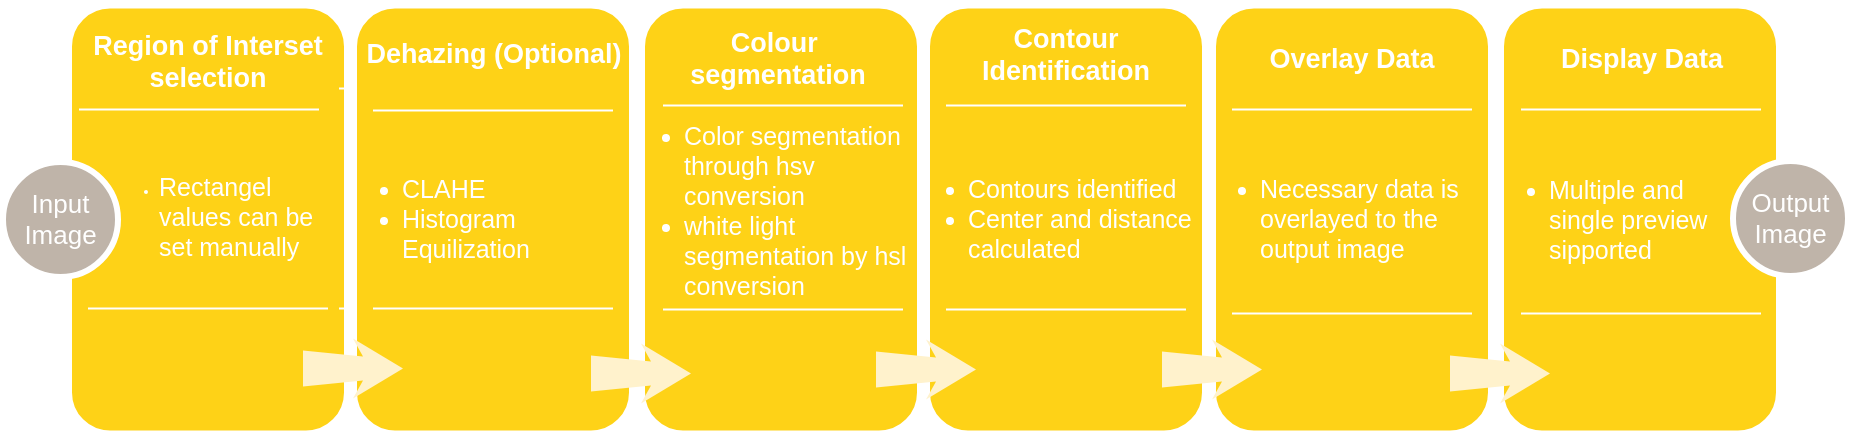 Input
Image
Region of Interset
selection
• Rectangel
values can be
set manually
Dehazing (Optional)
• CLAHE
• Histogram
Equilization
Colour
segmentation
• Color segmentation
through hsv
conversion
• white light
segmentation by hsl
conversion
Contour
Identification
• Contours identified
• Center and distance
calculated
Overlay Data
• Necessary data is
overlayed to the
output image
Display Data
• Multiple and
single preview
sipported
Output
Image